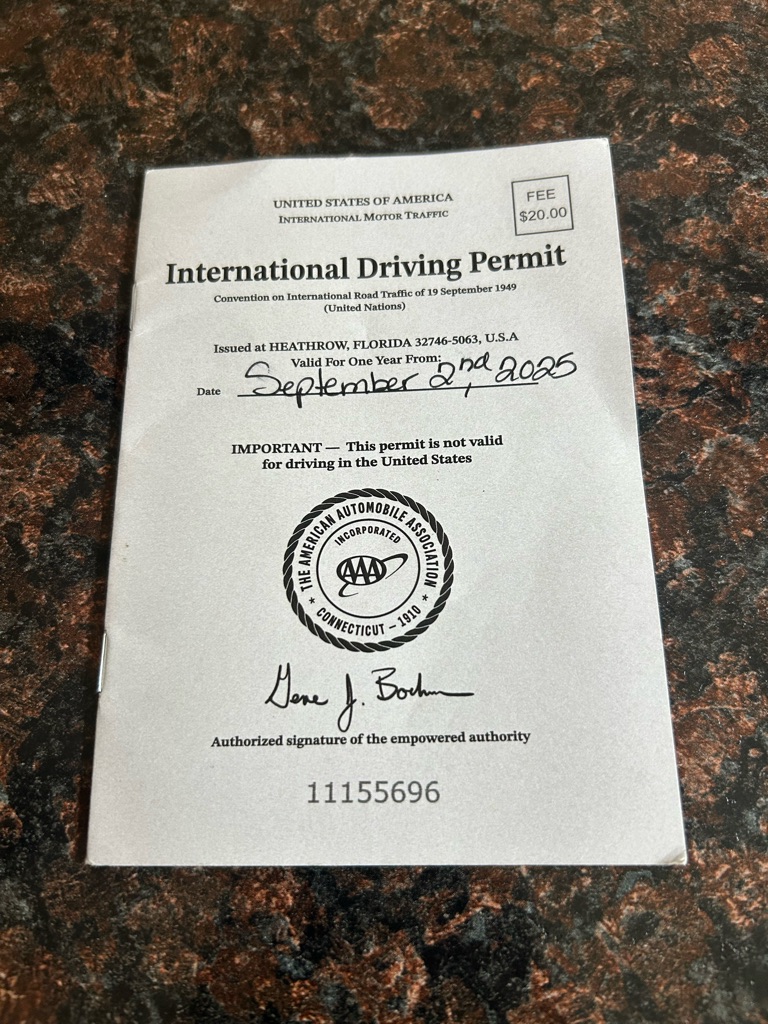 UNITED STATES OF AMERICA
INTERNATIONAL MOTOR TRAFFIC
FEE
$20.00
International Driving Permit
Convention on International Road Traffic of 19 September 1949
(United Nations)
Issued at HEATHROW, FLORIDA 32746-5063, U.S.A
Valid For One Year From:
Date September 2nd, 2025
IMPORTANT — This permit is not valid
for driving in the United States
THE AMERICAN AUTOMOBILE ASSOCIATION
INCORPORATED
AAA
* CONNECTICUT – 1910 *
Gene J. Boehm
Authorized signature of the empowered authority
11155696